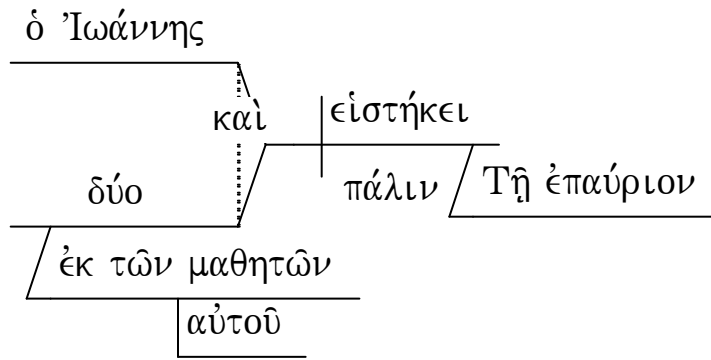 ὁ Ἰωάννης
καὶ
εἱστήκει
δύο
πάλιν
Τῇ ἐπαύριον
ἐκ τῶν μαθητῶν
αὐτοῦ